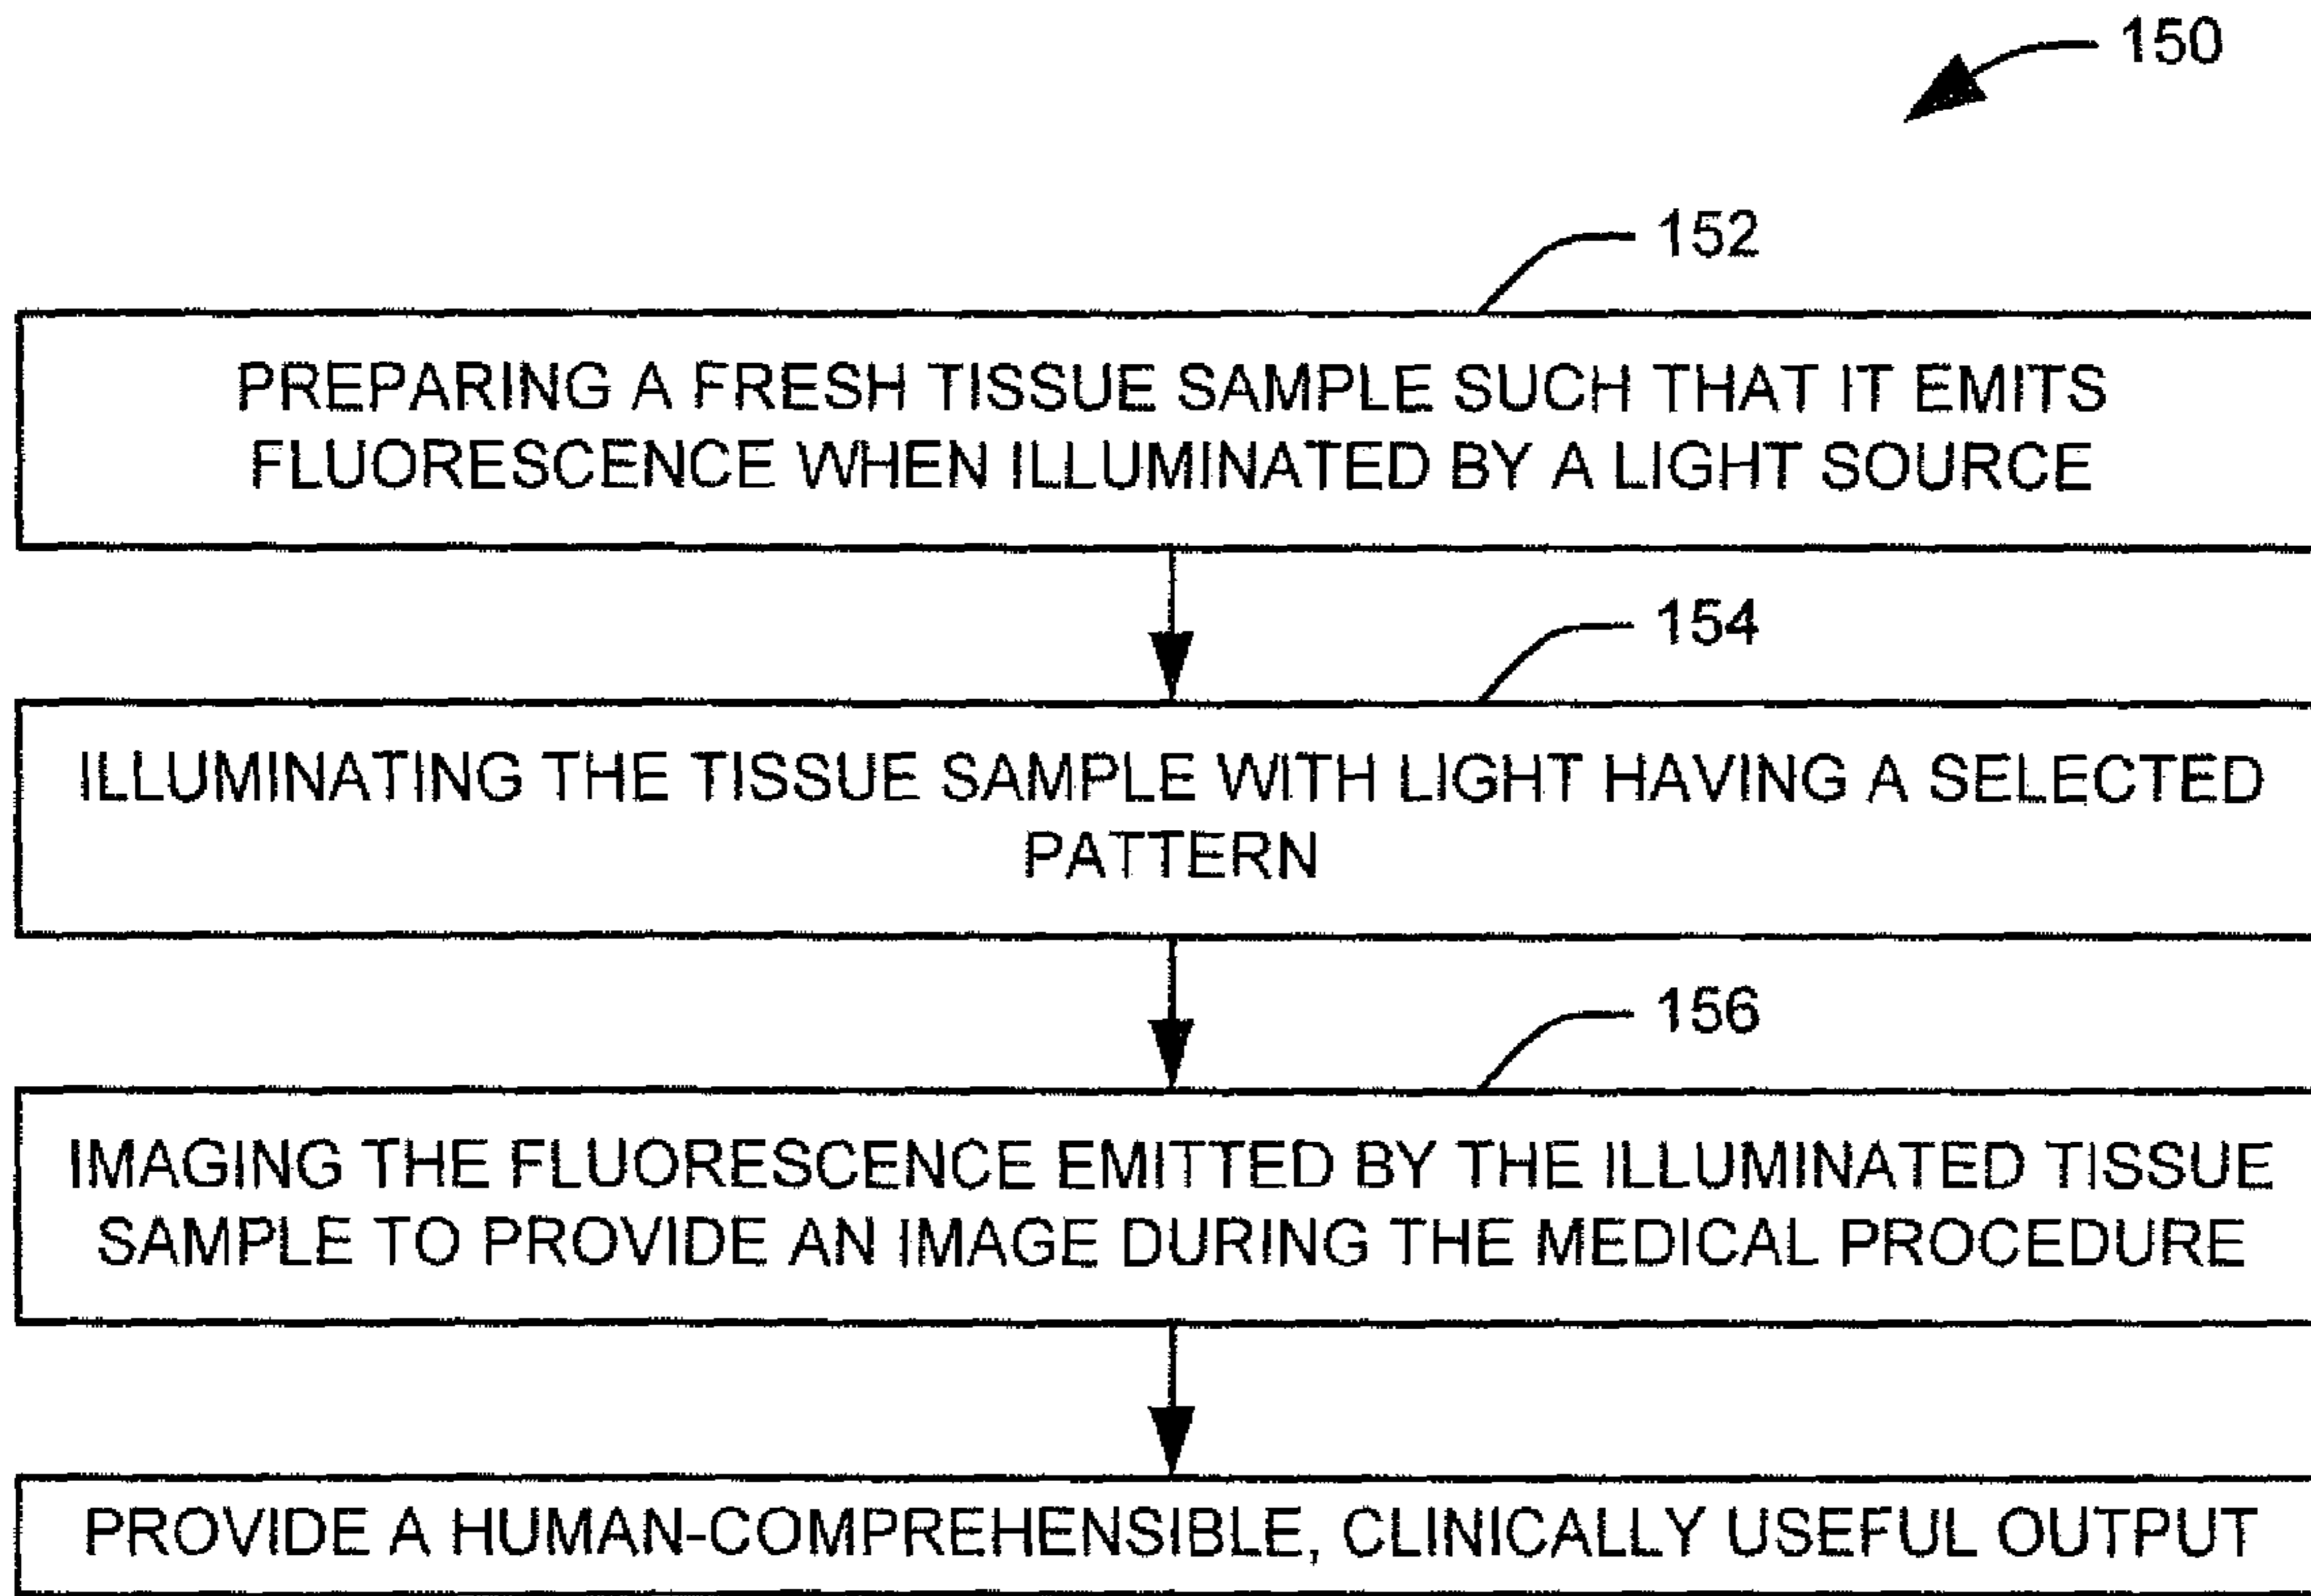 150
152
PREPARING A FRESH TISSUE SAMPLE SUCH THAT IT EMITS
FLUORESCENCE WHEN ILLUMINATED BY A LIGHT SOURCE
154
ILLUMINATING THE TISSUE SAMPLE WITH LIGHT HAVING A SELECTED
PATTERN
156
IMAGING THE FLUORESCENCE EMITTED BY THE ILLUMINATED TISSUE
SAMPLE TO PROVIDE AN IMAGE DURING THE MEDICAL PROCEDURE
PROVIDE A HUMAN-COMPREHENSIBLE, CLINICALLY USEFUL OUTPUT